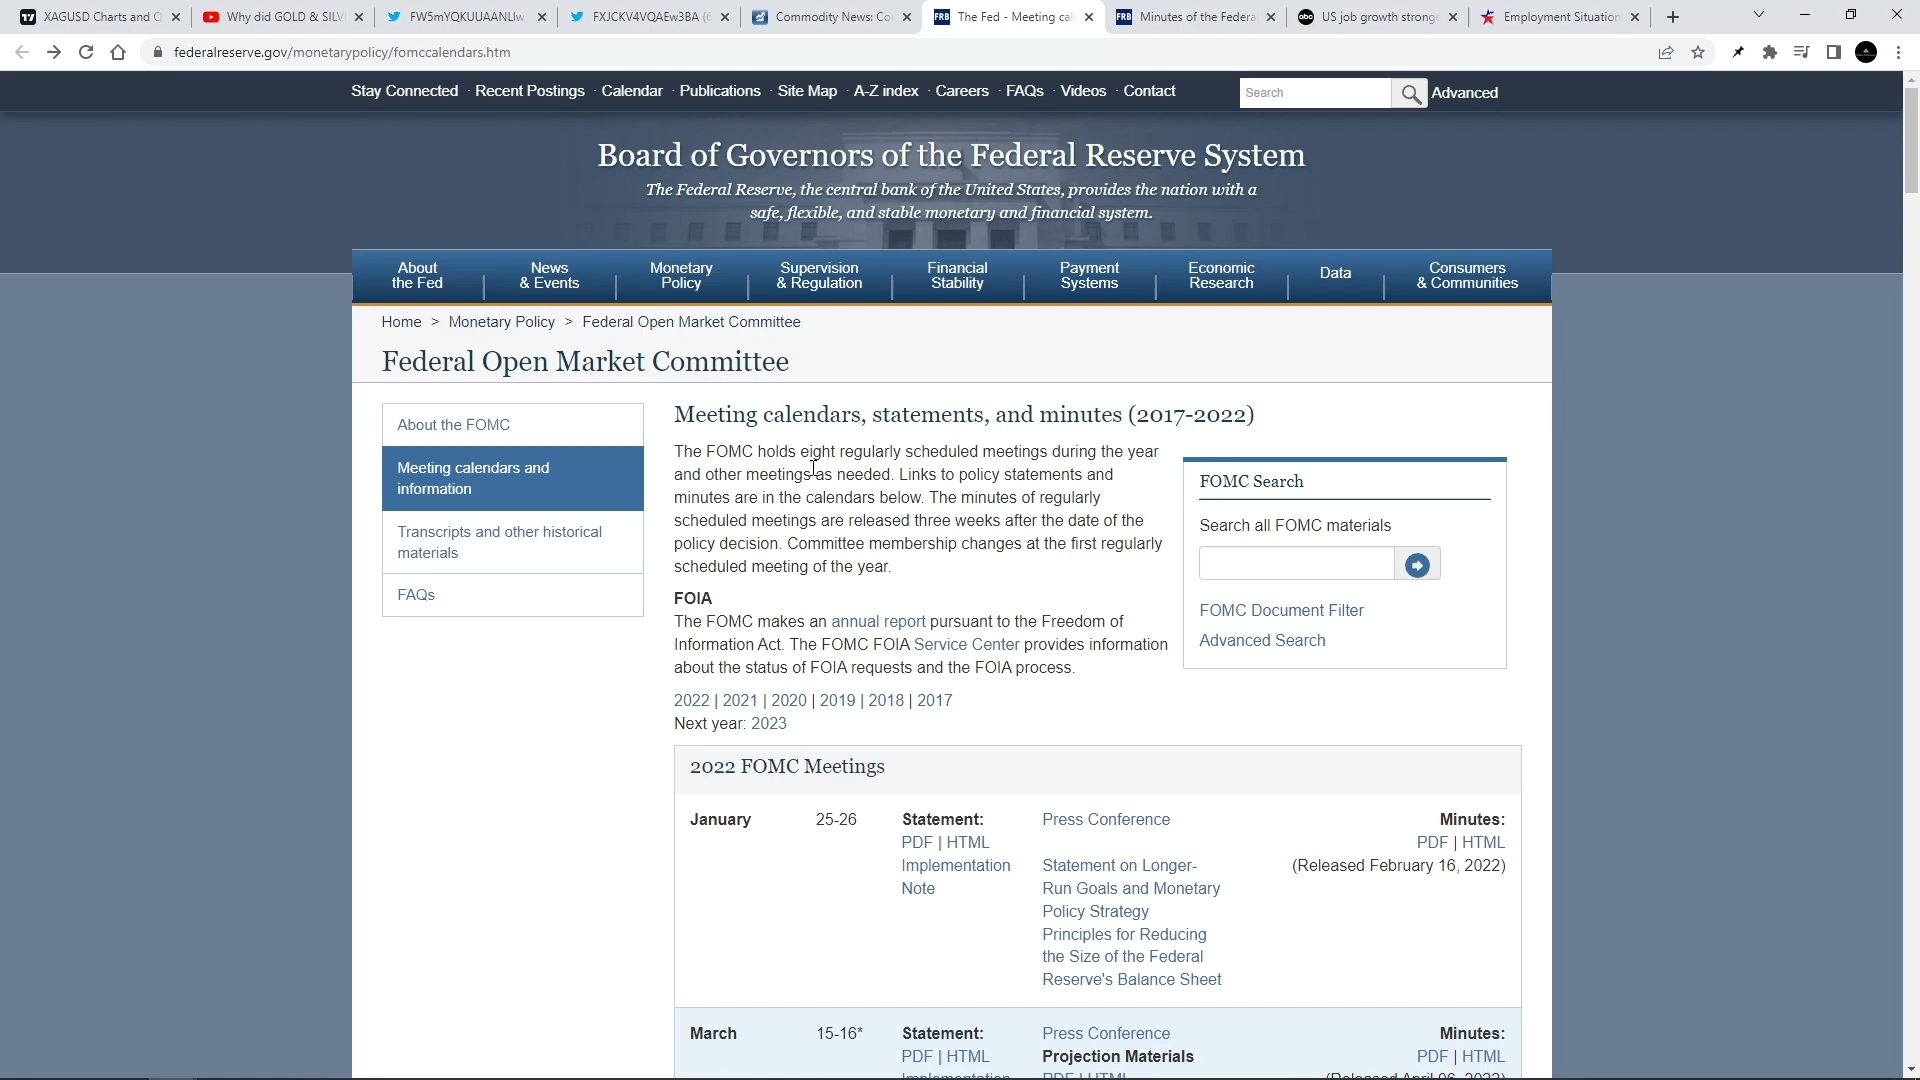 XAGUSD Charts and Q
Why did GOLD & SILV
FW5mYQKUUAANLIw
FXJCKV4VQAEw3BA (6
Commodity News: Co
The Fed - Meeting cal
Minutes of the Federa
US job growth stronge
Employment Situation
federalreserve.gov/monetarypolicy/fomccalendars.htm
Stay Connected Recent Postings Calendar Publications Site Map A-Z index Careers FAQs Videos Contact
Search
Advanced
Board of Governors of the Federal Reserve System
The Federal Reserve, the central bank of the United States, provides the nation with a
safe, flexible, and stable monetary and financial system.
About
the Fed
News
& Events
Monetary
Policy
Supervision
& Regulation
Financial
Stability
Payment
Systems
Economic
Research
Data
Consumers
& Communities
Home > Monetary Policy > Federal Open Market Committee
Federal Open Market Committee
About the FOMC
Meeting calendars and
information
Transcripts and other historical
materials
FAQs
Meeting calendars, statements, and minutes (2017-2022)
The FOMC holds eight regularly scheduled meetings during the year
and other meetings as needed. Links to policy statements and
minutes are in the calendars below. The minutes of regularly
scheduled meetings are released three weeks after the date of the
policy decision. Committee membership changes at the first regularly
scheduled meeting of the year.
FOIA
The FOMC makes an annual report pursuant to the Freedom of
Information Act. The FOMC FOIA Service Center provides information
about the status of FOIA requests and the FOIA process.
2022 | 2021 | 2020 | 2019 | 2018 | 2017
Next year: 2023
FOMC Search
Search all FOMC materials
FOMC Document Filter
Advanced Search
2022 FOMC Meetings
January
25-26
Statement:
PDF | HTML
Implementation
Note
Press Conference
Statement on Longer-
Run Goals and Monetary
Policy Strategy
Principles for Reducing
the Size of the Federal
Reserve's Balance Sheet
Minutes:
PDF | HTML
(Released February 16, 2022)
March
15-16*
Statement:
PDF | HTML
Implementation
Press Conference
Projection Materials
PDF | HTML
Minutes:
PDF | HTML
(Released April 06, 2022)